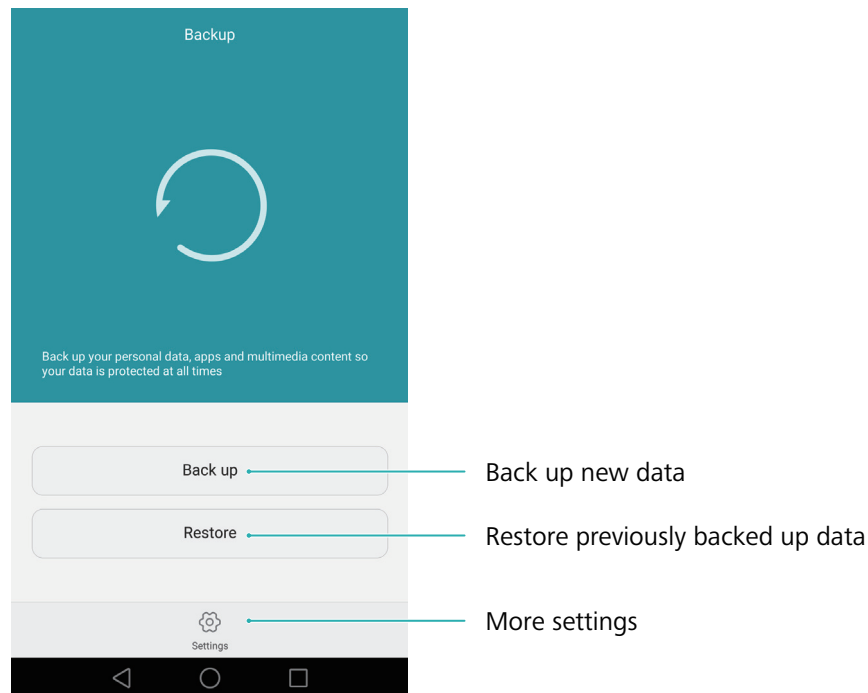 Backup
Back up your personal data, apps and multimedia content so
your data is protected at all times
Back up
Back up new data
Restore
Restore previously backed up data
More settings
Settings